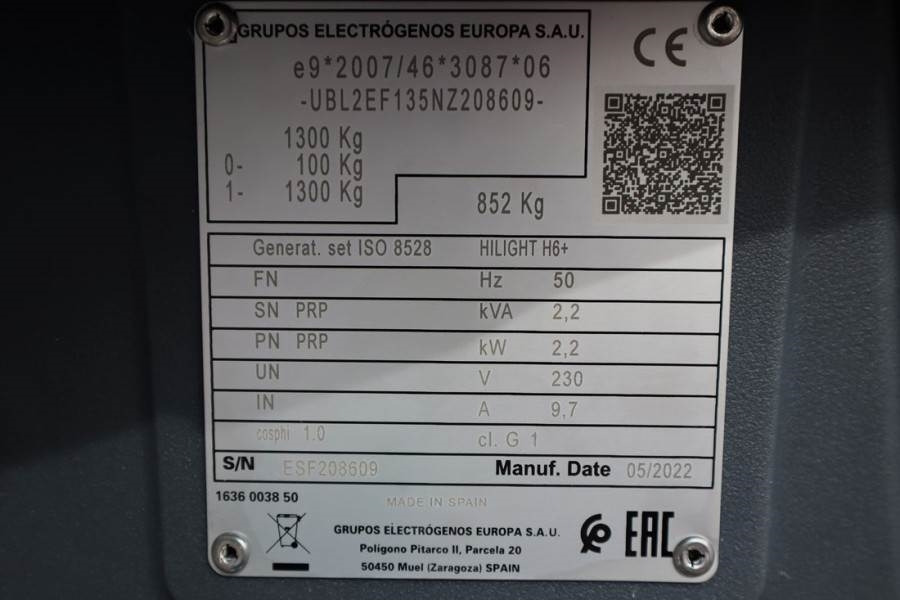 GRUPOS ELECTRÓGENOS EUROPA S.A.U.
CE
e9*2007/46*3087*06
-UBL2EF135NZ208609-
1300 Kg
0- 100 Kg
1- 1300 Kg
852 Kg
Generat. set ISO 8528 HILIGHT H6+
FN Hz 50
SN PRP kVA 2,2
PN PRP kW 2,2
UN V 230
IN A 9,7
cosphi 1.0 cl. G 1
S/N ESF208609 Manuf. Date 05/2022
1636 0038 50
MADE IN SPAIN
GRUPOS ELECTRÓGENOS EUROPA S.A.U.
Polígono Pitarco II, Parcela 20
50450 Muel (Zaragoza) SPAIN
EAC